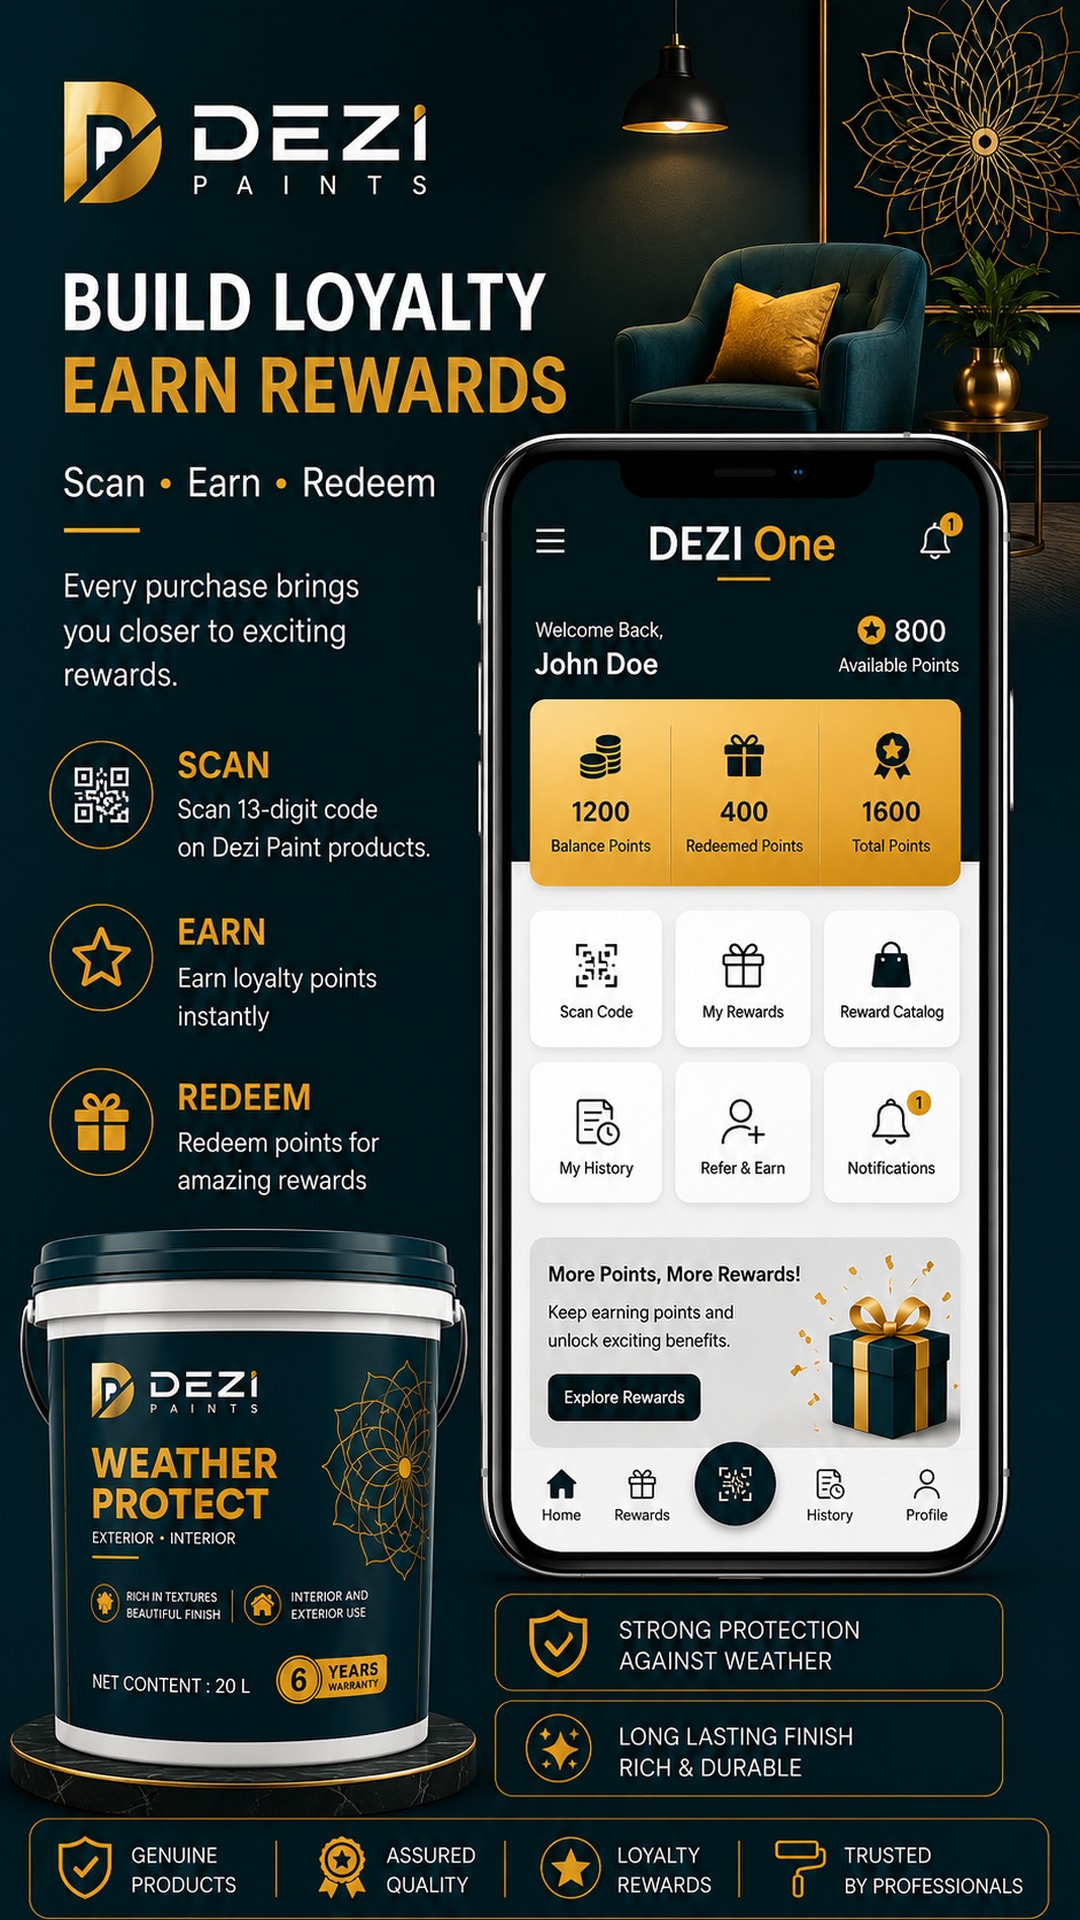 DEZI
PAINTS
BUILD LOYALTY
EARN REWARDS
Scan • Earn • Redeem
Every purchase brings
you closer to exciting
rewards.
SCAN
Scan 13-digit code
on Dezi Paint products.
EARN
Earn loyalty points
instantly
REDEEM
Redeem points for
amazing rewards
DEZI One
1
Welcome Back,
John Doe
800
Available Points
1200
Balance Points
400
Redeemed Points
1600
Total Points
Scan Code
My Rewards
Reward Catalog
My History
Refer & Earn
1
Notifications
More Points, More Rewards!
Keep earning points and
unlock exciting benefits.
Explore Rewards
Home
Rewards
History
Profile
DEZI
PAINTS
WEATHER
PROTECT
EXTERIOR • INTERIOR
RICH IN TEXTURES
BEAUTIFUL FINISH
INTERIOR AND
EXTERIOR USE
NET CONTENT : 20 L
6 YEARS
WARRANTY
STRONG PROTECTION
AGAINST WEATHER
LONG LASTING FINISH
RICH & DURABLE
GENUINE
PRODUCTS
ASSURED
QUALITY
LOYALTY
REWARDS
TRUSTED
BY PROFESSIONALS